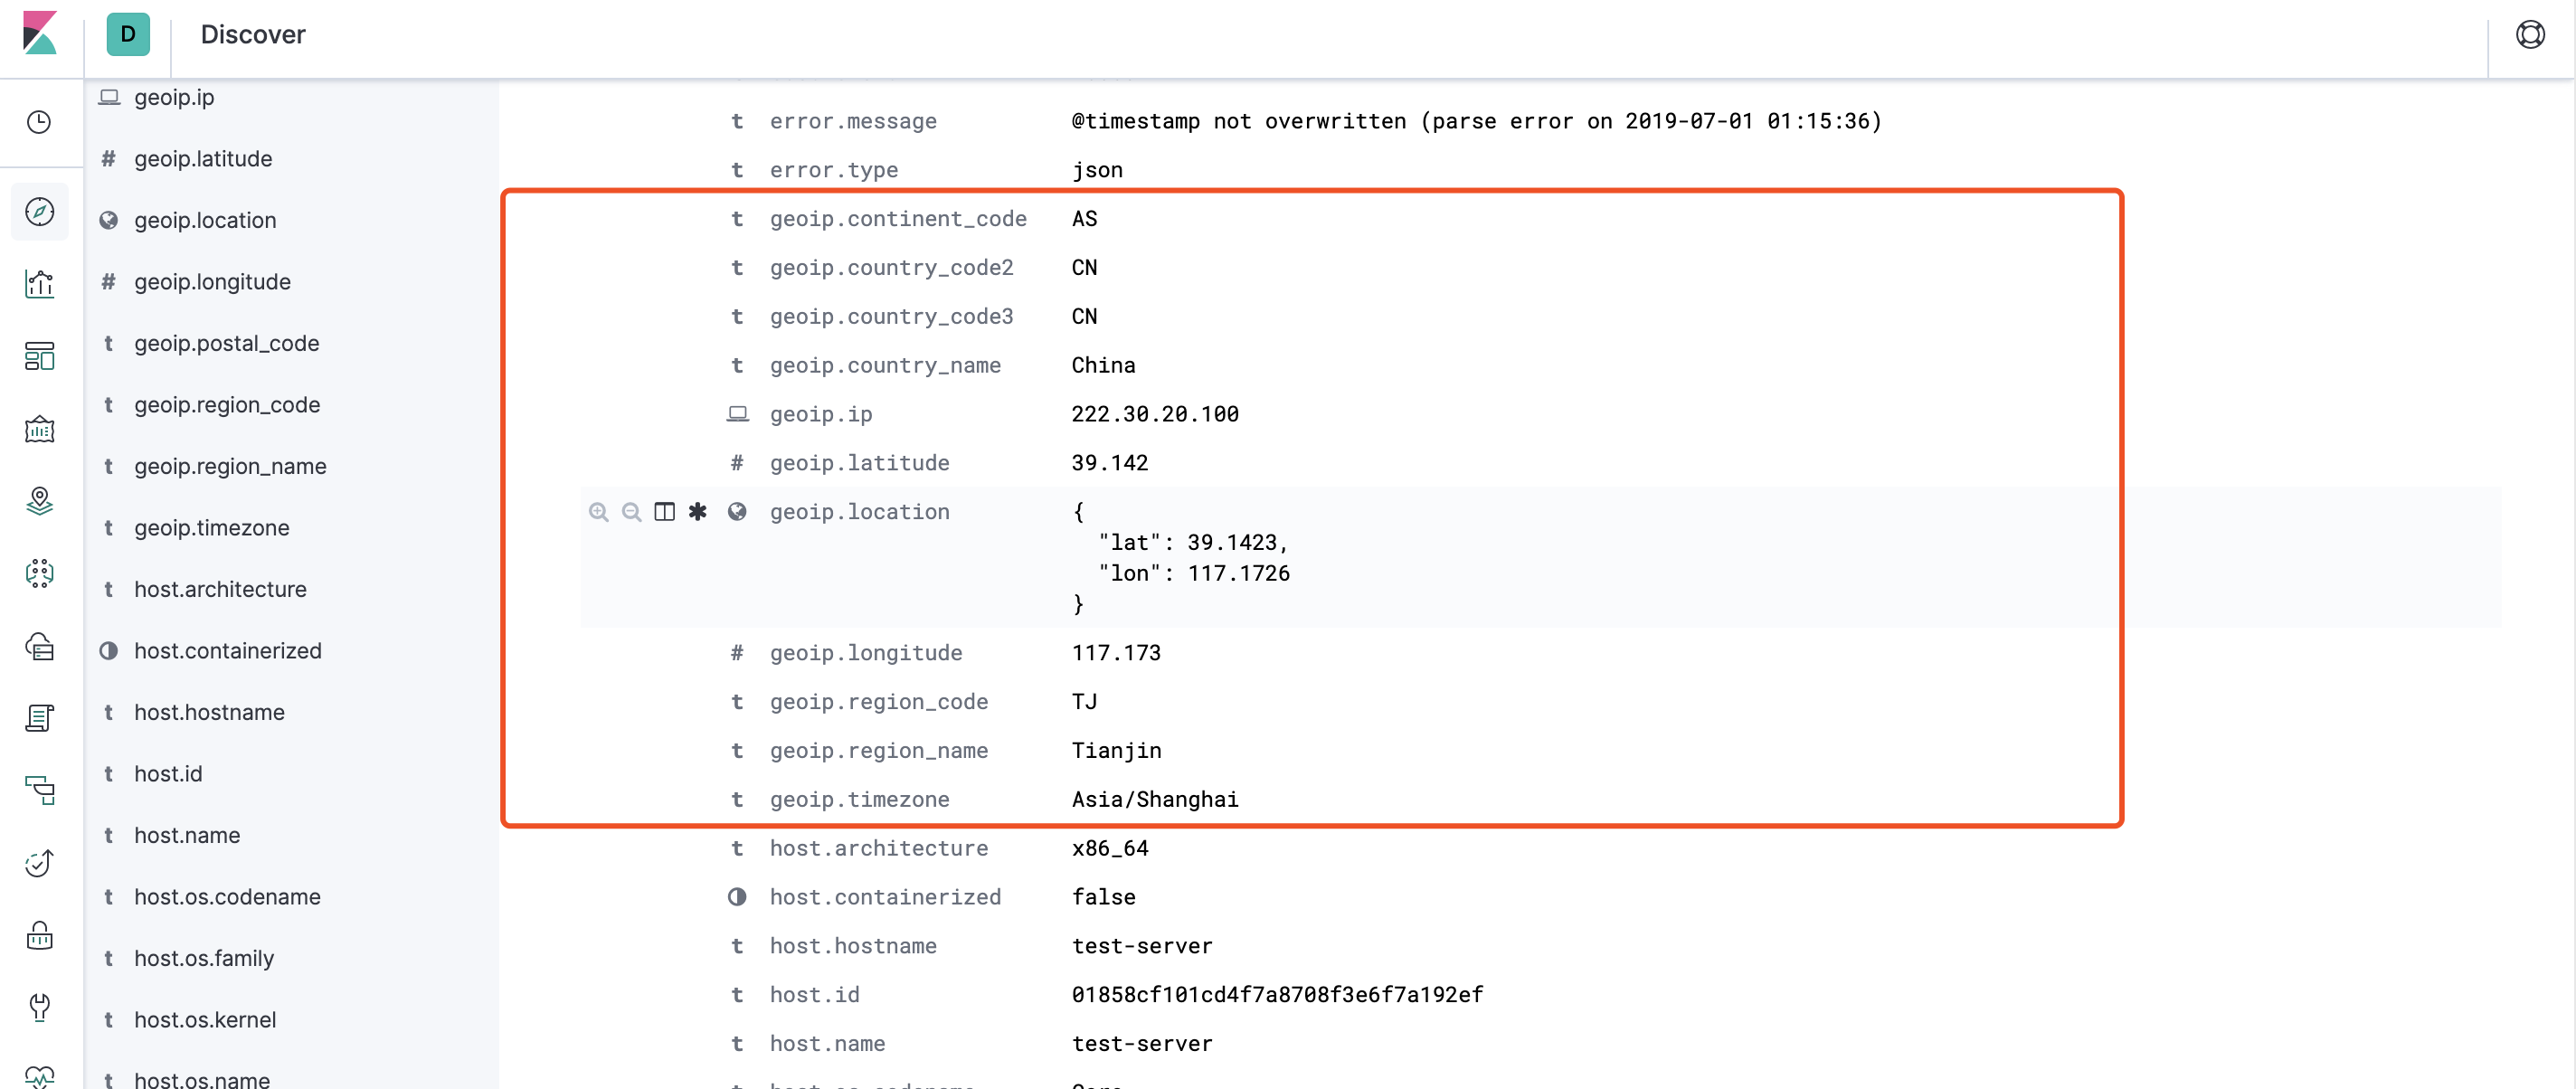 D Discover
geoip.ip
# geoip.latitude
geoip.location
# geoip.longitude
t geoip.postal_code
t geoip.region_code
t geoip.region_name
t geoip.timezone
t host.architecture
host.containerized
t host.hostname
t host.id
t host.name
t host.os.codename
t host.os.family
t host.os.kernel
t host.os.name
t error.message @timestamp not overwritten (parse error on 2019-07-01 01:15:36)
t error.type json
t geoip.continent_code AS
t geoip.country_code2 CN
t geoip.country_code3 CN
t geoip.country_name China
geoip.ip 222.30.20.100
# geoip.latitude 39.142
geoip.location {
"lat": 39.1423,
"lon": 117.1726
}
# geoip.longitude 117.173
t geoip.region_code TJ
t geoip.region_name Tianjin
t geoip.timezone Asia/Shanghai
t host.architecture x86_64
host.containerized false
t host.hostname test-server
t host.id 01858cf101cd4f7a8708f3e6f7a192ef
t host.name test-server